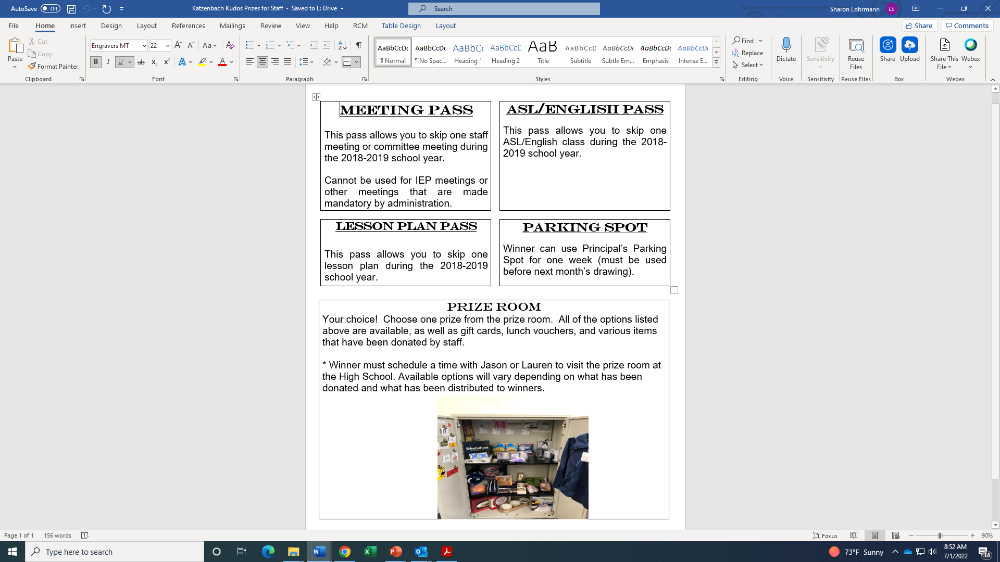 AutoSave Off
Katzenbach Kudos Prizes for Staff - Saved to L: Drive
Search
Sharon Lohrmann LS
File Home Insert Design Layout References Mailings Review View Help RCM Table Design Layout
Share Comments
Paste
Cut
Copy
Format Painter
Clipboard
Engravers MT 22
Aa
B I U ab x₂ x² A A
Font
Paragraph
AaBbCcDc AaBbCcDc AaBbCc AaBbCcD AaB AaBbCcD AaBbCcDc AaBbCcDc AaBbCcDc
¶ Normal ¶ No Spac... Heading 1 Heading 2 Title Subtitle Subtle Em... Emphasis Intense E...
Styles
Find
Replace
Select
Editing
Dictate
Voice
Sensitivity
Sensitivity
Reuse
Files
Reuse Files
Share Upload
Box
Share This
File
Webex
Webex
MEETING PASS
This pass allows you to skip one staff
meeting or committee meeting during
the 2018-2019 school year.
Cannot be used for IEP meetings or
other meetings that are made
mandatory by administration.
ASL/ENGLISH PASS
This pass allows you to skip one
ASL/English class during the 2018-
2019 school year.
LESSON PLAN PASS
This pass allows you to skip one
lesson plan during the 2018-2019
school year.
PARKING SPOT
Winner can use Principal’s Parking
Spot for one week (must be used
before next month’s drawing).
PRIZE ROOM
Your choice! Choose one prize from the prize room. All of the options listed
above are available, as well as gift cards, lunch vouchers, and various items
that have been donated by staff.
* Winner must schedule a time with Jason or Lauren to visit the prize room at
the High School. Available options will vary depending on what has been
donated and what has been distributed to winners.
Telestrations
Page 1 of 1 156 words
Focus
90%
Type here to search
73°F Sunny
8:52 AM
7/1/2022
34